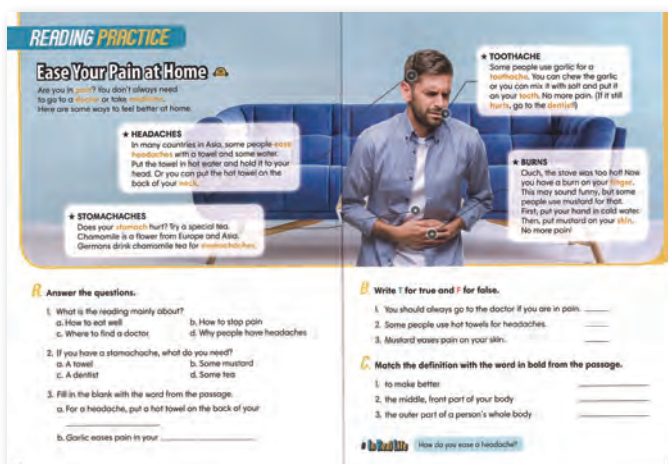 READING PRACTICE
Ease Your Pain at Home
Are you in pain? You don't always need
to go to a doctor or take medicine.
Here are some ways to feel better at home.
★ HEADACHES
In many countries in Asia, some people ease
headaches with a towel and some water.
Put the towel in hot water and hold it to your
head. Or you can put the hot towel on the
back of your neck.
★ STOMACHACHES
Does your stomach hurt? Try a special tea.
Chamomile is a flower from Europe and Asia.
Germans drink chamomile tea for stomachaches.
★ TOOTHACHE
Some people use garlic for a
toothache. You can chew the garlic
or you can mix it with salt and put it
on your tooth. No more pain. (If it still
hurts, go to the dentist!)
★ BURNS
Ouch, the stove was too hot! Now
you have a burn on your finger.
This may sound funny, but some
people use mustard for that.
First, put your hand in cold water.
Then, put mustard on your skin.
No more pain!
A. Answer the questions.
1. What is the reading mainly about?
a. How to eat well b. How to stop pain
c. Where to find a doctor d. Why people have headaches
2. If you have a stomachache, what do you need?
a. A towel b. Some mustard
c. A dentist d. Some tea
3. Fill in the blank with the word from the passage.
a. For a headache, put a hot towel on the back of your
b. Garlic eases pain in your
B. Write T for true and F for false.
1. You should always go to the doctor if you are in pain.
2. Some people use hot towels for headaches.
3. Mustard eases pain on your skin.
C. Match the definition with the word in bold from the passage.
1. to make better
2. the middle, front part of your body
3. the outer part of a person's whole body
# In Real Life How do you ease a headache?